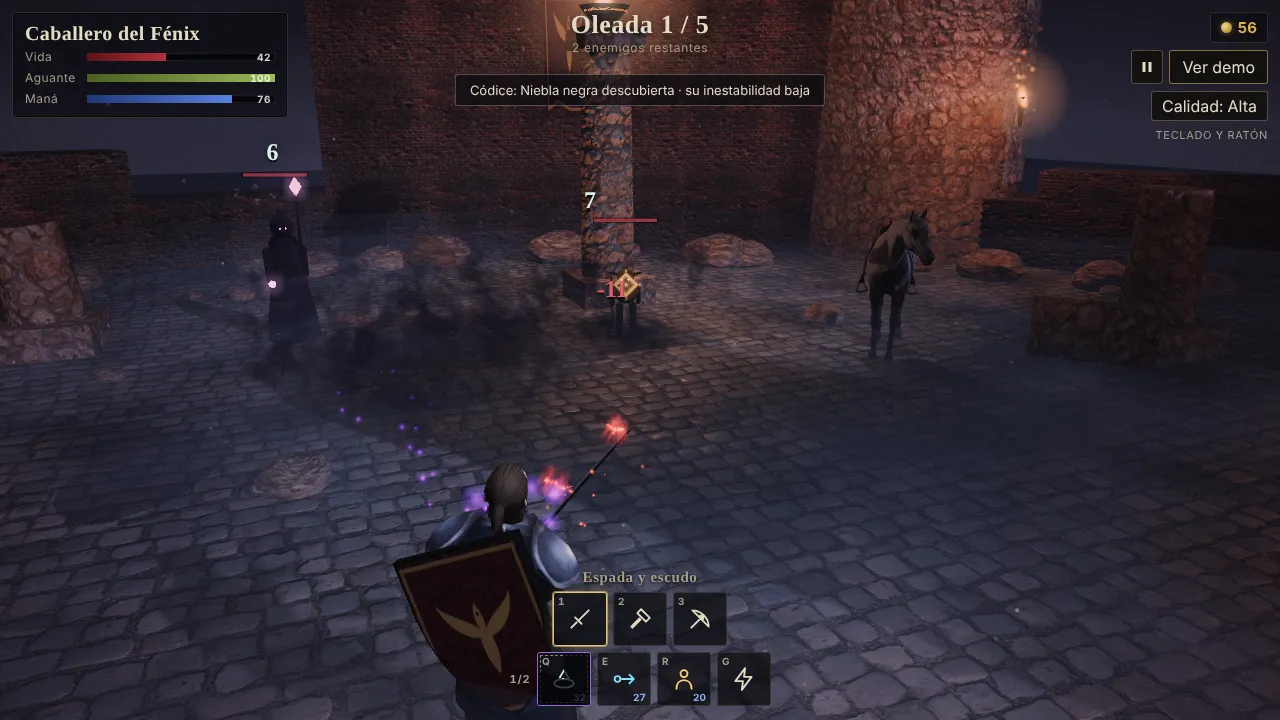 Caballero del Fénix
Vida 42
Aguante 100
Maná 76
Oleada 1 / 5
2 enemigos restantes
Códice: Niebla negra descubierta · su inestabilidad baja
56
Ver demo
Calidad: Alta
TECLADO Y RATÓN
6
7
-11
Espada y escudo
1 2 3
1/2
Q E R G
32 27 20